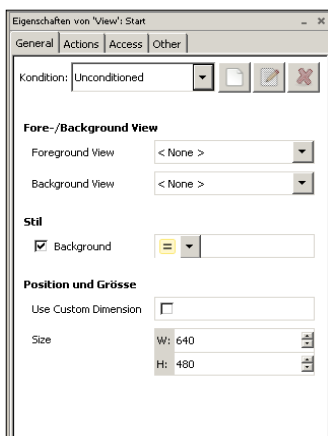 Eigenschaften von 'View': Start
General Actions Access Other
Kondition: Unconditioned
Fore-/Background View
Foreground View < None >
Background View < None >
Stil
Background =
Position und Grösse
Use Custom Dimension
Size W: 640
H: 480